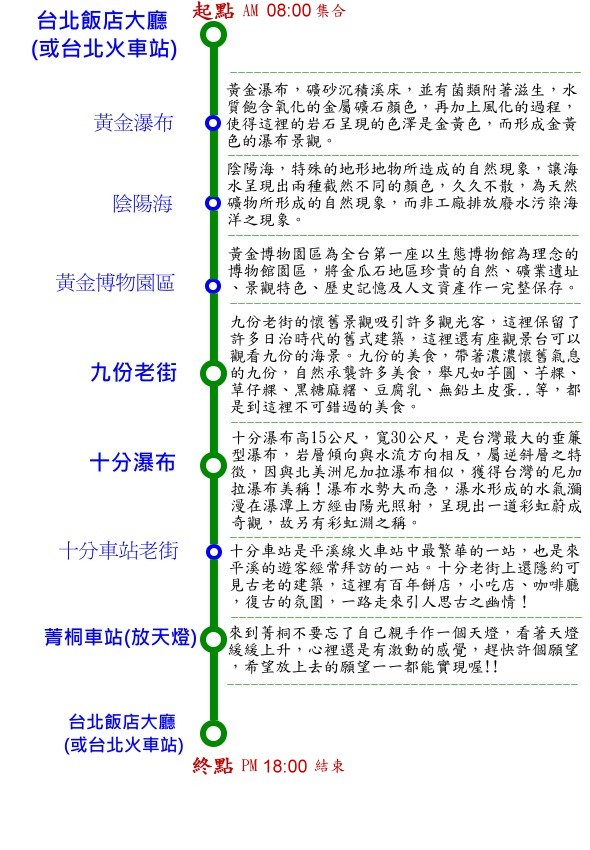 起點 AM 08:00 集合
台北飯店大廳
(或台北火車站)
黃金瀑布
黃金瀑布，礦砂沉積溪床，並有菌類附著滋生，水
質飽含氧化的金屬礦石顏色，再加上風化的過程，
使得這裡的岩石呈現的色澤是金黃色，而形成金黃
色的瀑布景觀。
陰陽海
陰陽海，特殊的地形地物所造成的自然現象，讓海
水呈現出兩種截然不同的顏色，久久不散，為天然
礦物所形成的自然現象，而非工廠排放廢水污染海
洋之現象。
黃金博物園區
黃金博物園區為全台第一座以生態博物館為理念的
博物館園區，將金瓜石地區珍貴的自然、礦業遺址
、景觀特色、歷史記憶及人文資產作一完整保存。
九份老街
九份老街的懷舊景觀吸引許多觀光客，這裡保留了
許多日治時代的舊式建築，這裡還有座觀景台可以
觀看九份的海景。九份的美食，帶著濃濃懷舊氣息
的九份，自然承襲許多美食，舉凡如芋圓、芋粿、
草仔粿、黑糖麻糬、豆腐乳、無鉛土皮蛋..等，都
是到這裡不可錯過的美食。
十分瀑布
十分瀑布高15公尺，寬30公尺，是台灣最大的垂簾
型瀑布，岩層傾向與水流方向相反，屬逆斜層之特
徵，因與北美洲尼加拉瀑布相似，獲得台灣的尼加
拉瀑布美稱！瀑布水勢大而急，瀑水形成的水氣瀰
漫在瀑潭上方經由陽光照射，呈現出一道彩虹蔚成
奇觀，故另有彩虹淵之稱。
十分車站老街
十分車站是平溪線火車站中最繁華的一站，也是來
平溪的遊客經常拜訪的一站。十分老街上還隱約可
見古老的建築，這裡有百年餅店，小吃店、咖啡廳
，復古的氛圍，一路走來引人思古之幽情！
菁桐車站(放天燈)
來到菁桐不要忘了自己親手作一個天燈，看著天燈
緩緩上升，心裡還是有激動的感覺，趕快許個願望
，希望放上去的願望一一都能實現喔!!
台北飯店大廳
(或台北火車站)
終點 PM 18:00 結束